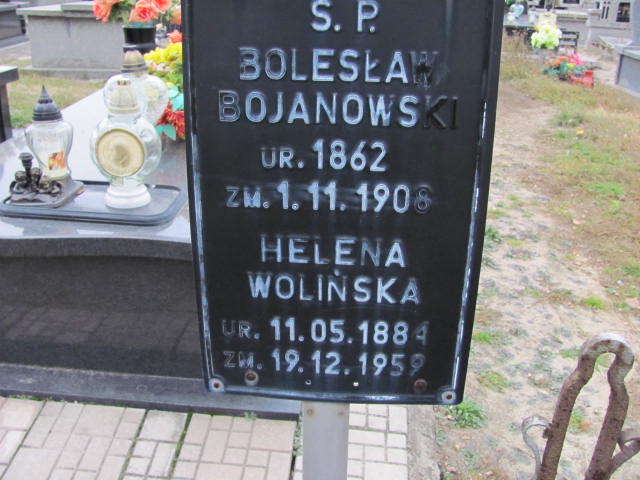 Ś. P.
BOLESŁAW
BOJANOWSKI
UR. 1862
ZM. 1.11.1908
HELENA
WOLIŃSKA
UR. 11.05.1884
ZM. 19.12.1959